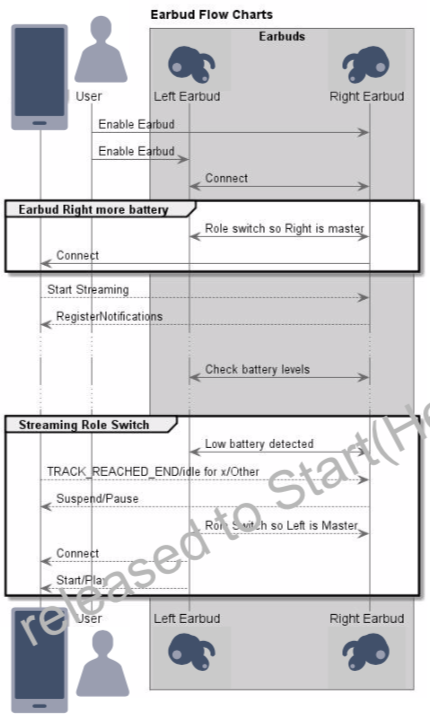 Earbud Flow Charts
Earbuds
User
Left Earbud
Right Earbud
Enable Earbud
Enable Earbud
Connect
Earbud Right more battery
Role switch so Right is master
Connect
Start Streaming
RegisterNotifications
Check battery levels
Streaming Role Switch
Low battery detected
TRACK_REACHED_END/idle for x/Other
Suspend/Pause
Role Switch so Left is Master
Connect
Start/Play
User
Left Earbud
Right Earbud
released to Start(He